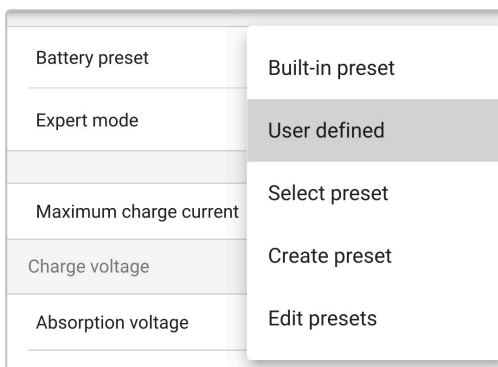 Battery preset
Expert mode
Maximum charge current
Charge voltage
Absorption voltage
Built-in preset
User defined
Select preset
Create preset
Edit presets